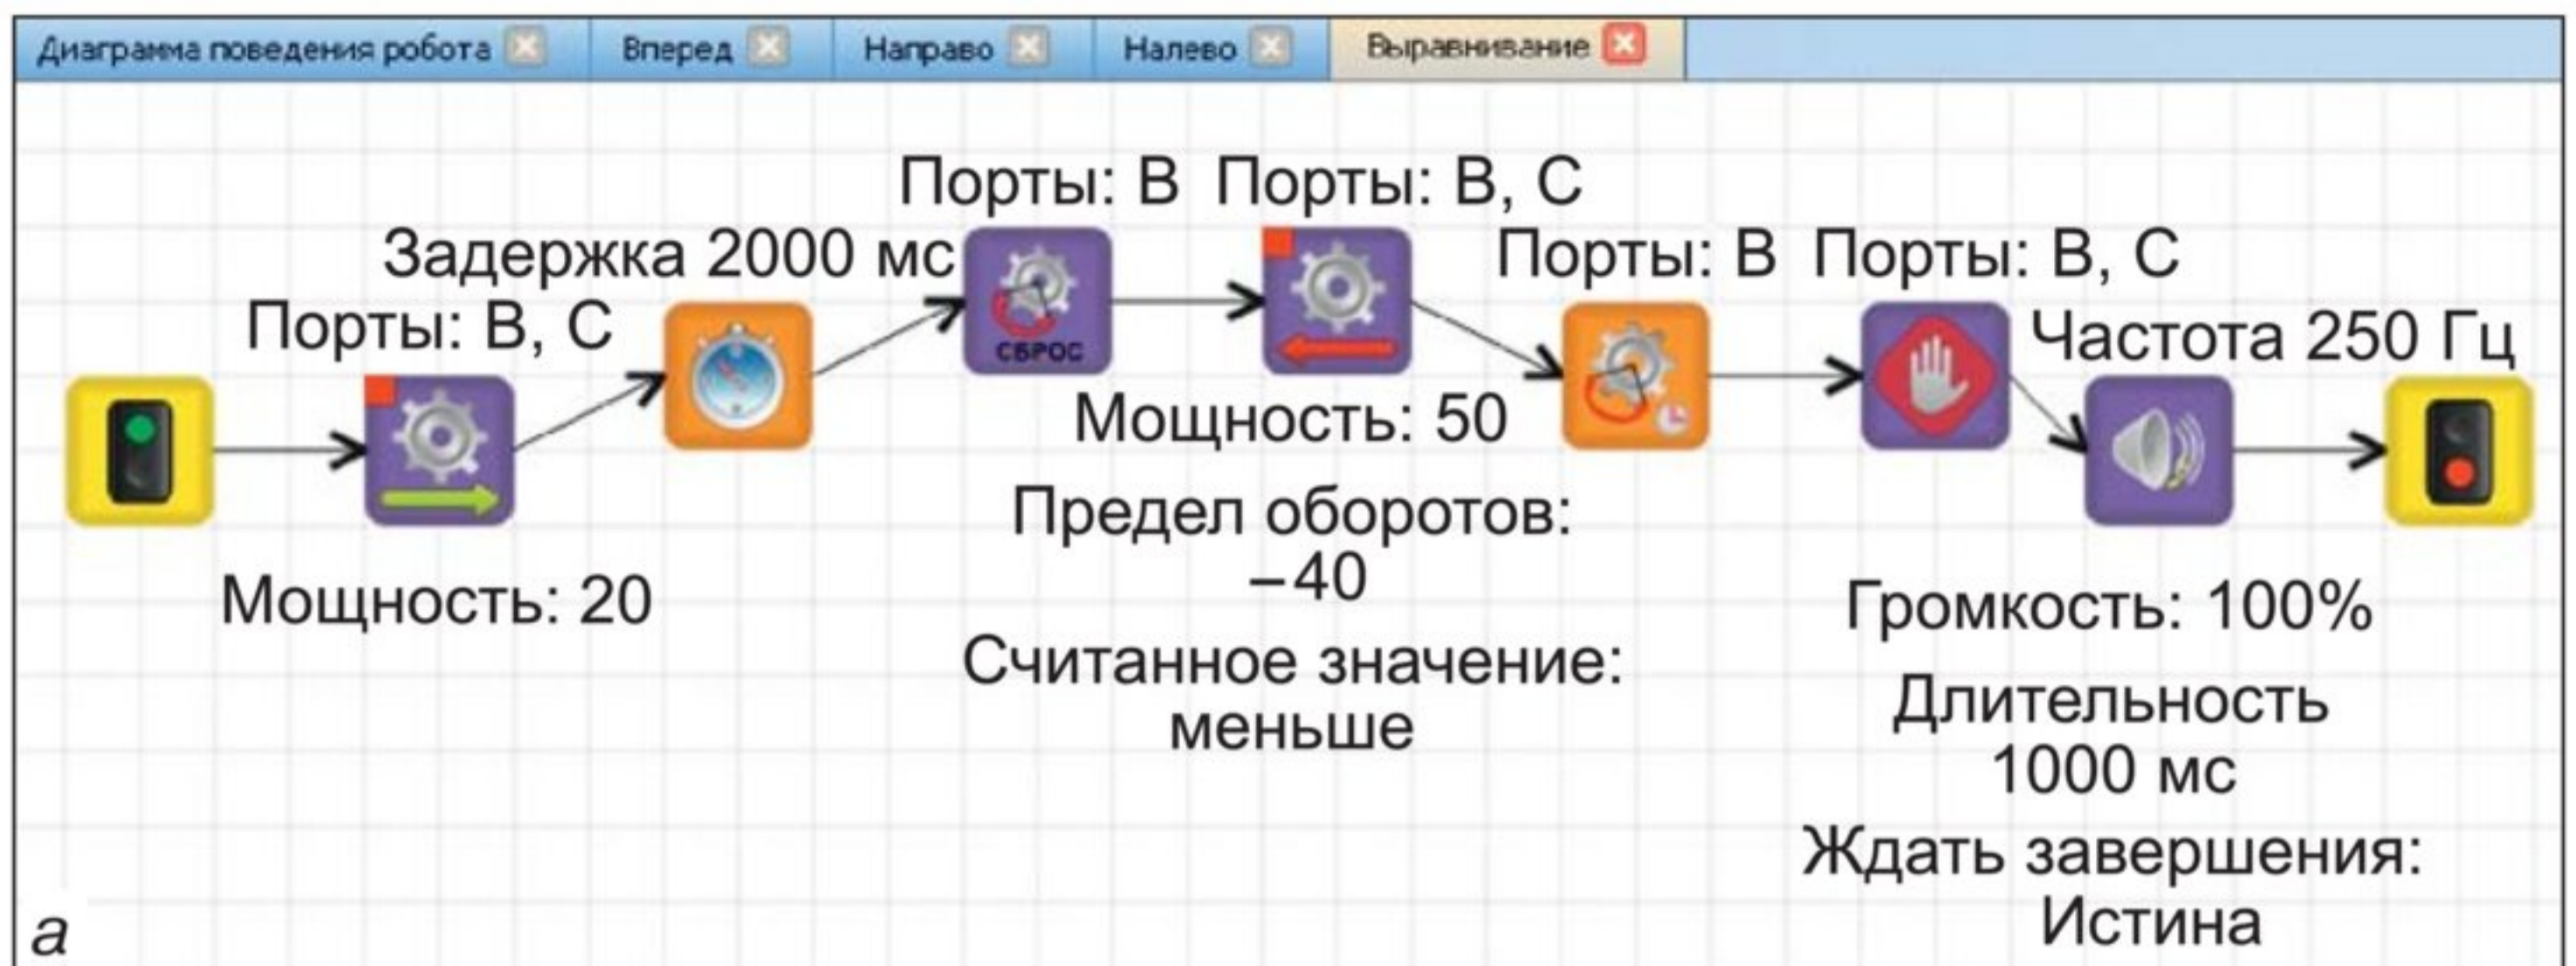 Диаграмма поведения робота Вперед Направо Налево Выравнивание
Порты: B Порты: B, C
Задержка 2000 мс Порты: B Порты: B, C
Порты: B, C Частота 250 Гц
СБРОС
Мощность: 50
Предел оборотов:
–40
Мощность: 20 Громкость: 100%
Считанное значение:
меньше
Длительность
1000 мс
Ждать завершения:
Истина
а